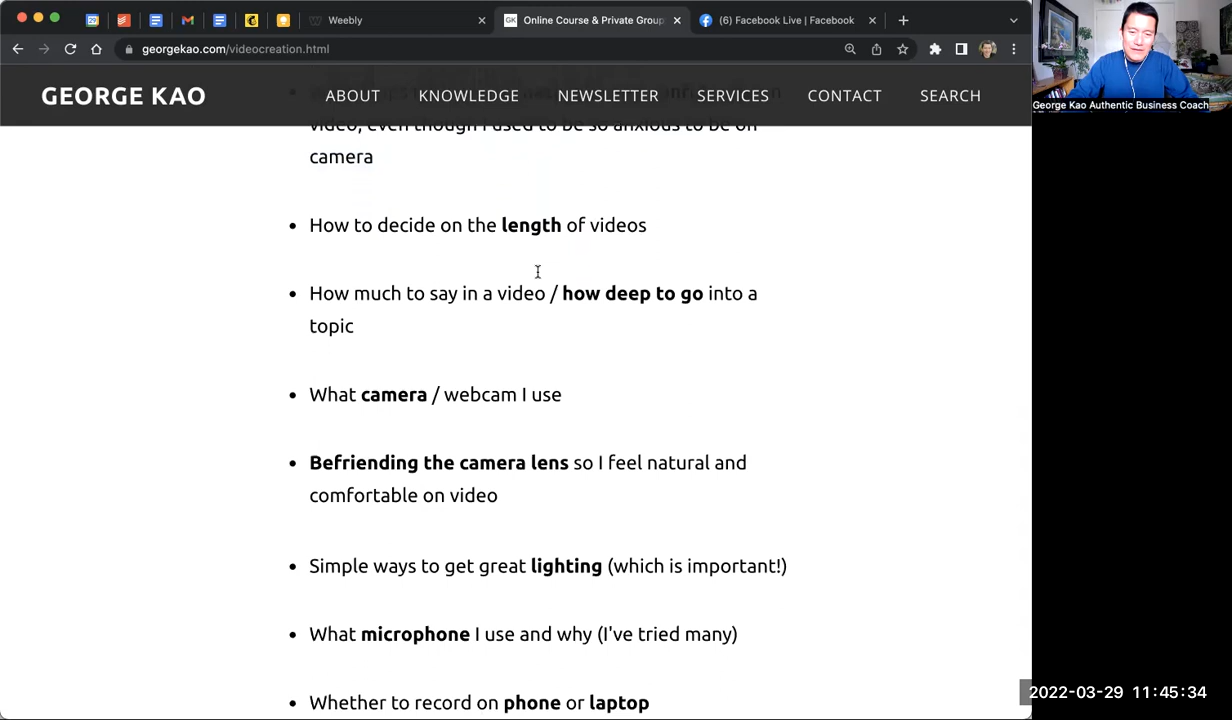 Weebly
Online Course & Private Group
(6) Facebook Live | Facebook
georgekao.com/videocreation.html
GEORGE KAO
ABOUT
KNOWLEDGE
NEWSLETTER
SERVICES
CONTACT
SEARCH
George Kao Authentic Business Coach
video, even though I used to be so anxious to be on
camera
• How to decide on the length of videos
• How much to say in a video / how deep to go into a
topic
• What camera / webcam I use
• Befriending the camera lens so I feel natural and
comfortable on video
• Simple ways to get great lighting (which is important!)
• What microphone I use and why (I've tried many)
• Whether to record on phone or laptop
2022-03-29 11:45:34